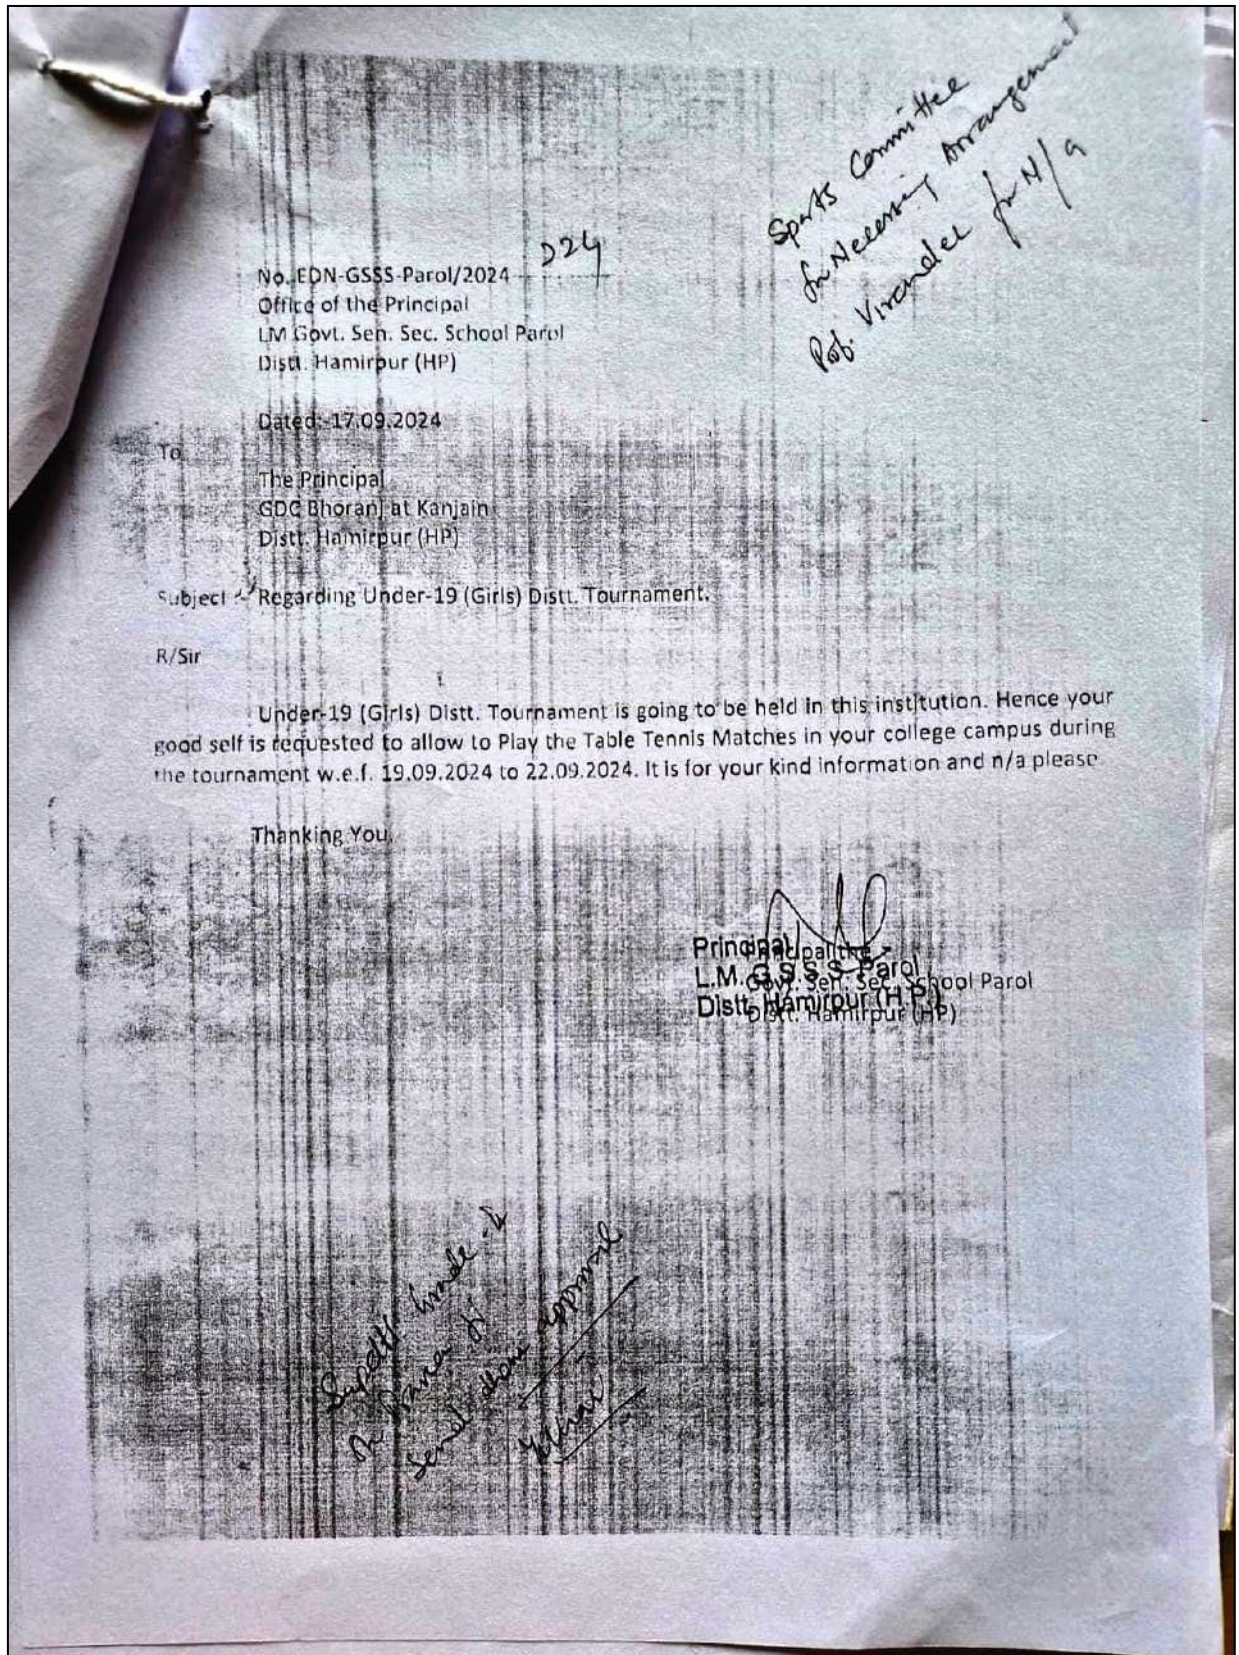 Sports Committee
for Necessary Arrangement
Prof. Virender for N/a
No. EDN-GSSS-Parol/2024
Office of the Principal
LM Govt. Sen. Sec. School Parol
Distt. Hamirpur (HP)
Dated:-17.09.2024
To
The Principal
GDC Bhoranj at Kanjain
Distt. Hamirpur (HP)
Subject :- Regarding Under-19 (Girls) Distt. Tournament.
R/Sir
Under-19 (Girls) Distt. Tournament is going to be held in this institution. Hence your
good self is requested to allow to Play the Table Tennis Matches in your college campus during
the tournament w.e.f. 19.09.2024 to 22.09.2024. It is for your kind information and n/a please
Thanking You.
Principal
L.M. G.S.S.S. Parol
Distt. Hamirpur (H.P.)
Govt. Sen. Sec. School Parol
Distt. Hamirpur (HP)
Supdtt. Grade-
send approval